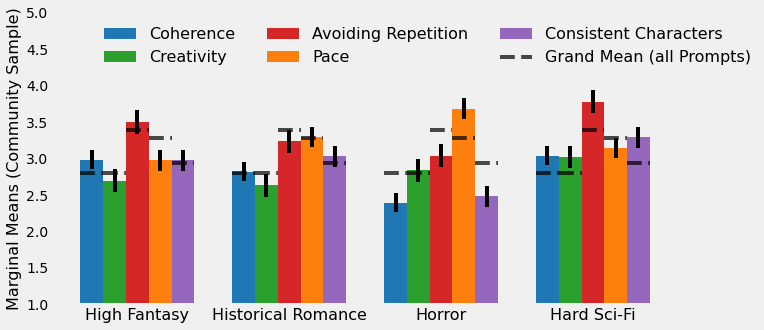 Marginal Means (Community Sample)
5.0
4.5
4.0
3.5
3.0
2.5
2.0
1.5
1.0
Coherence
Creativity
Avoiding Repetition
Pace
Consistent Characters
Grand Mean (all Prompts)
High Fantasy
Historical Romance
Horror
Hard Sci-Fi